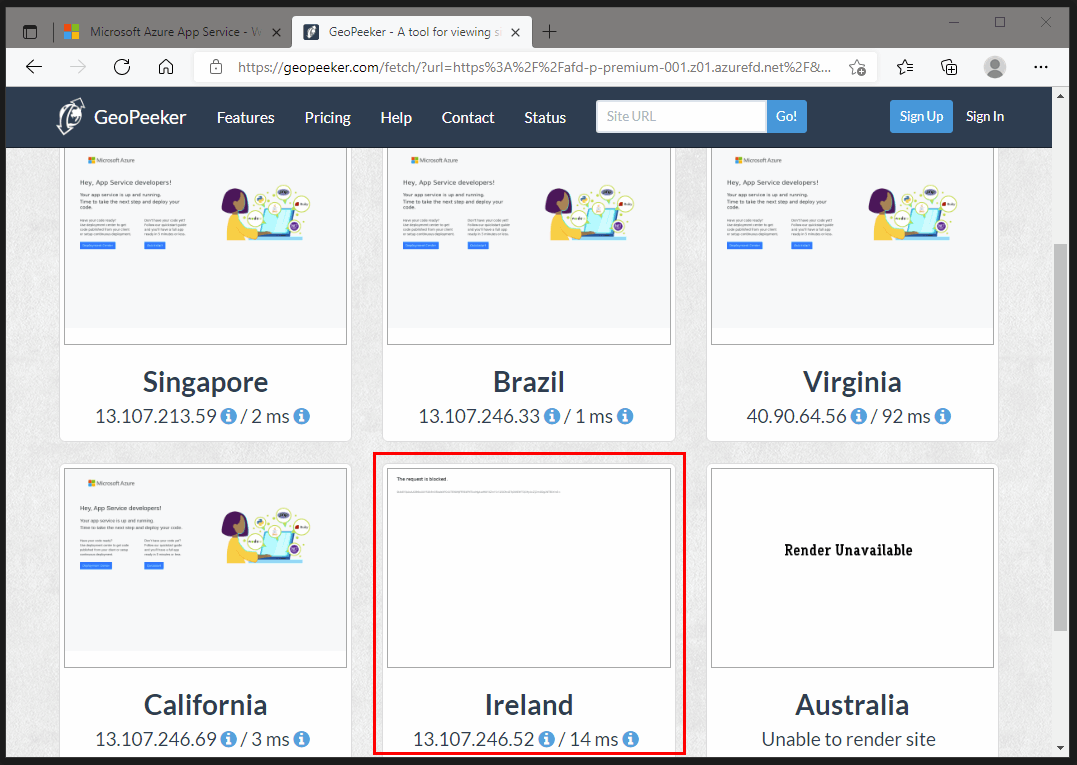 Microsoft Azure App Service - W
GeoPeeker - A tool for viewing s
https://geopeeker.com/fetch/?url=https%3A%2F%2Fafd-p-premium-001.z01.azurefd.net%2F&...
GeoPeeker
Features
Pricing
Help
Contact
Status
Site URL
Go!
Sign Up
Sign In
Microsoft Azure
Hey, App Service developers!
Your app service is up and running.
Time to take the next step and deploy your
code.
Microsoft Azure
Hey, App Service developers!
Your app service is up and running.
Time to take the next step and deploy your
code.
Microsoft Azure
Hey, App Service developers!
Your app service is up and running.
Time to take the next step and deploy your
code.
Singapore
13.107.213.59 / 2 ms
Brazil
13.107.246.33 / 1 ms
Virginia
40.90.64.56 / 92 ms
Microsoft Azure
Hey, App Service developers!
Your app service is up and running.
Time to take the next step and deploy your code.
The request is blocked.
Render Unavailable
California
13.107.246.69 / 3 ms
Ireland
13.107.246.52 / 14 ms
Australia
Unable to render site